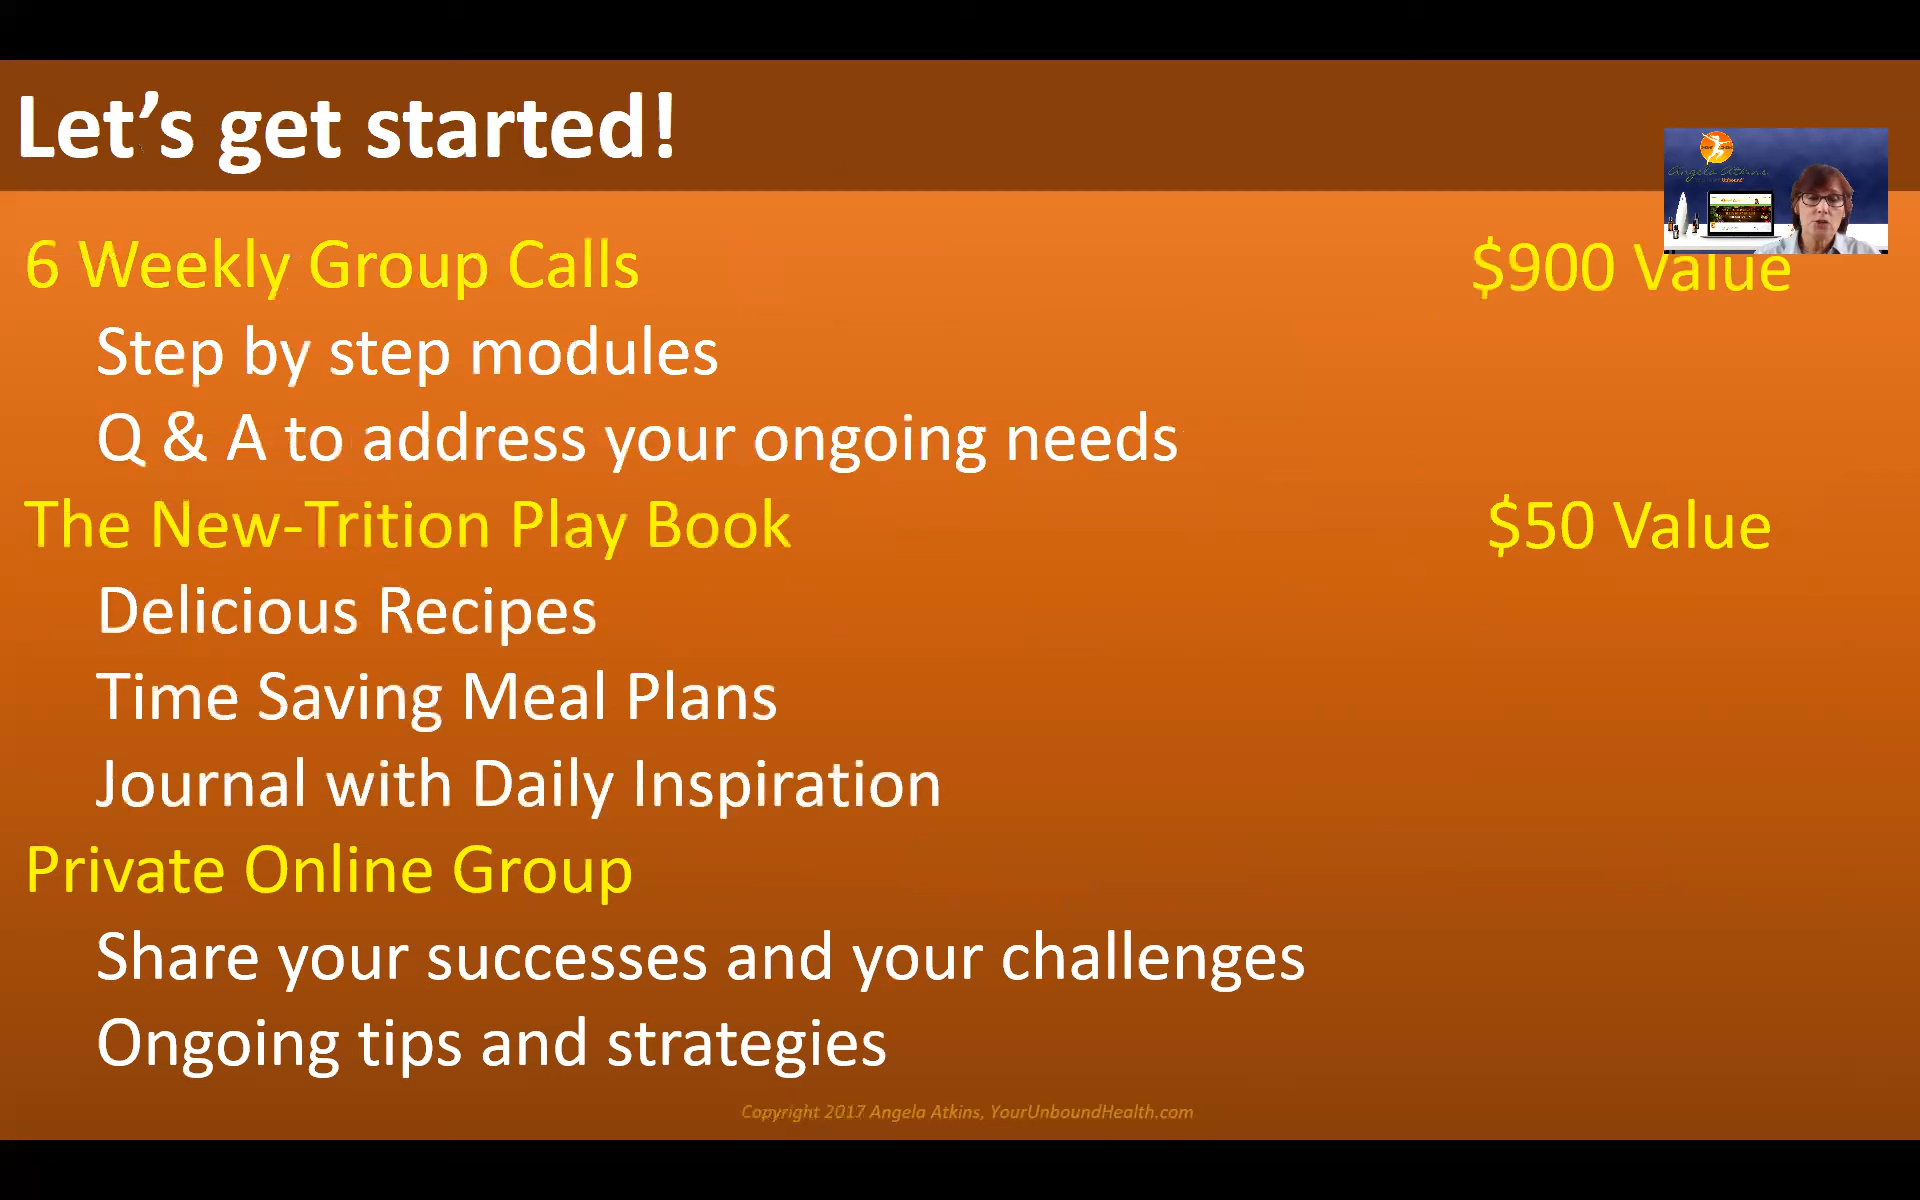 Let’s get started!
Angela Atkins
6 Weekly Group Calls $900 Value
Step by step modules
Q & A to address your ongoing needs
The New-Trition Play Book $50 Value
Delicious Recipes
Time Saving Meal Plans
Journal with Daily Inspiration
Private Online Group
Share your successes and your challenges
Ongoing tips and strategies
Copyright 2017 Angela Atkins, YourUnboundHealth.com